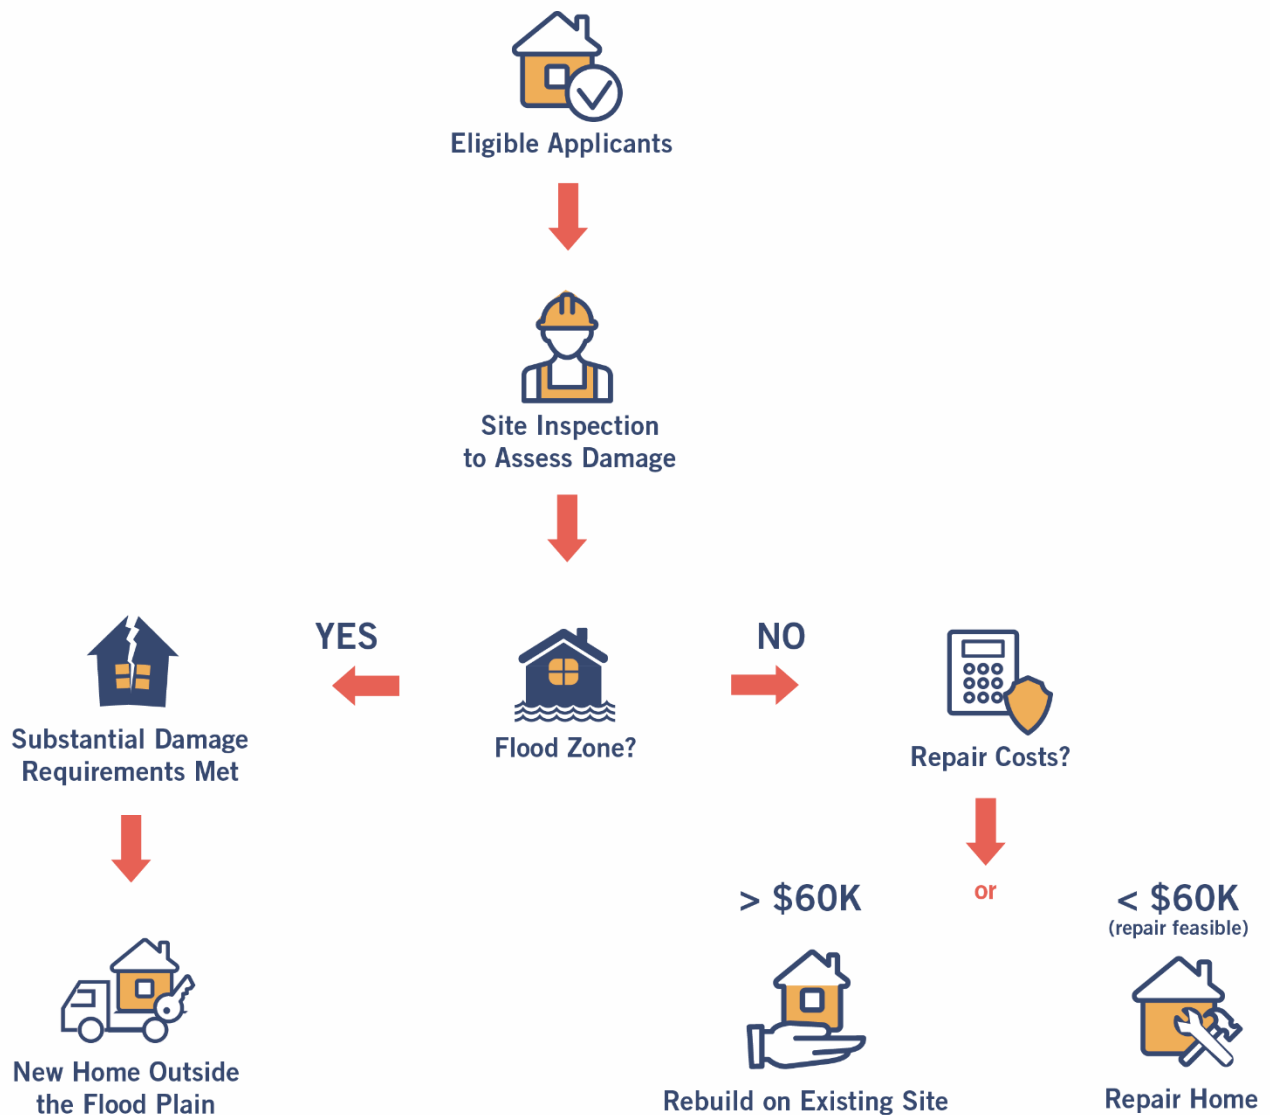 Eligible Applicants
Site Inspection
to Assess Damage
YES
NO
Substantial Damage
Requirements Met
Flood Zone?
Repair Costs?
or
> $60K
< $60K
(repair feasible)
New Home Outside
the Flood Plain
Rebuild on Existing Site
Repair Home